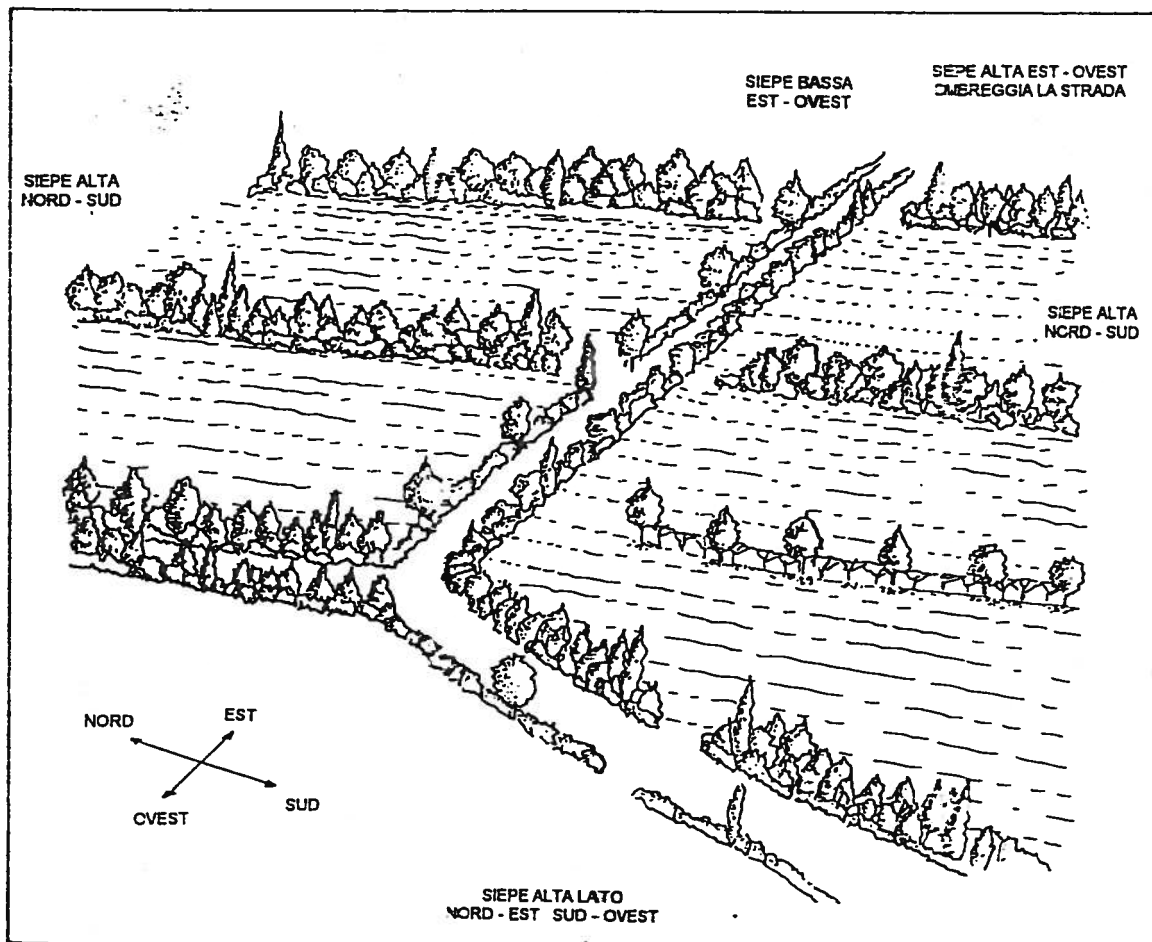 SIEPE BASSA
EST - OVEST
SIEPE ALTA EST - OVEST
OMBREGGIA LA STRADA
SIEPE ALTA
NORD - SUD
SIEPE ALTA
NORD - SUD
NORD
EST
OVEST
SUD
SIEPE ALTA LATO
NORD - EST SUD - OVEST